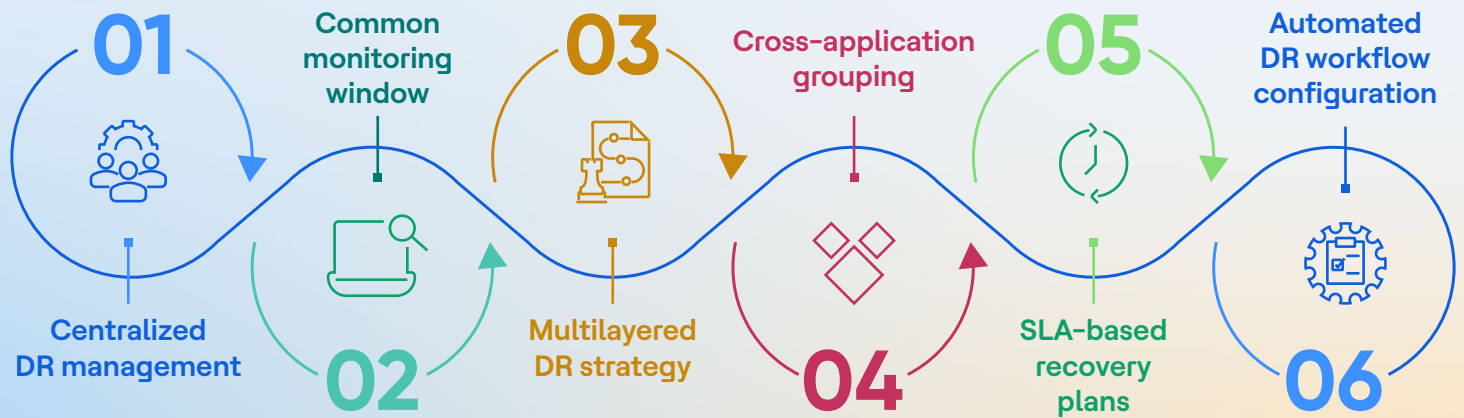 01
Centralized
DR management
Common
monitoring
window
02
03
Multilayered
DR strategy
Cross-application
grouping
04
05
SLA-based
recovery
plans
Automated
DR workflow
configuration
06